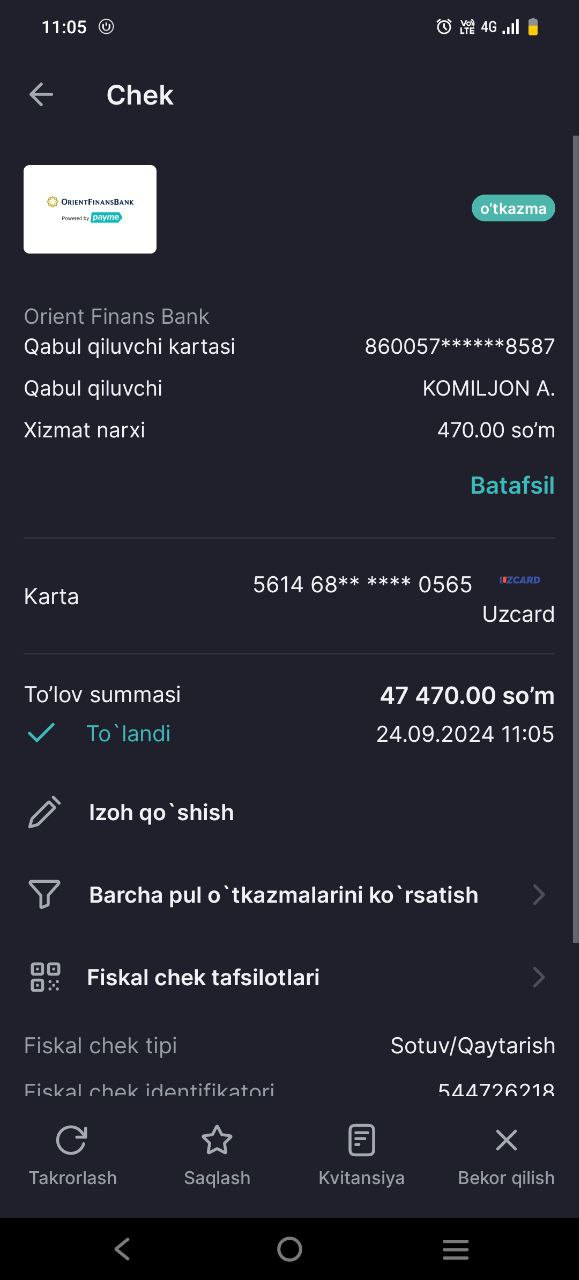 11:05
4G
Chek
ORIENTFINANSBANK
Powered by payme
o'tkazma
Orient Finans Bank
Qabul qiluvchi kartasi 860057******8587
Qabul qiluvchi KOMILJON A.
Xizmat narxi 470.00 so'm
Batafsil
Karta 5614 68** **** 0565 UZCARD
Uzcard
To'lov summasi 47 470.00 so'm
To`landi 24.09.2024 11:05
Izoh qo`shish
Barcha pul o`tkazmalarini ko`rsatish
Fiskal chek tafsilotlari
Fiskal chek tipi Sotuv/Qaytarish
Fiskal chek identifikatori 544726218
Takrorlash Saqlash Kvitansiya Bekor qilish